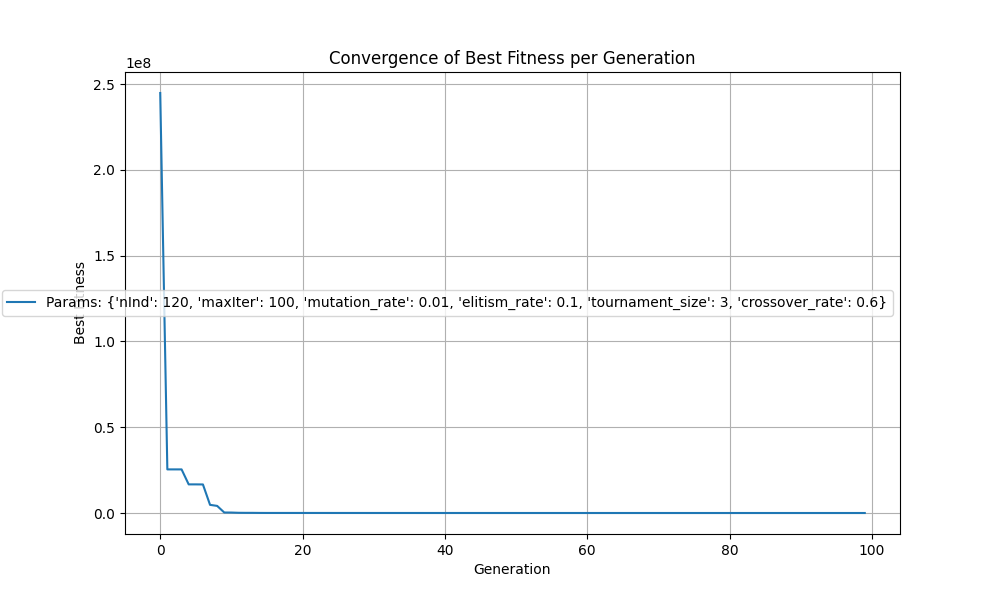 Convergence of Best Fitness per Generation
1e8
2.5
2.0
1.5
Params: {'nInd': 120, 'maxIter': 100, 'mutation_rate': 0.01, 'elitism_rate': 0.1, 'tournament_size': 3, 'crossover_rate': 0.6}
Best Fitness
1.0
0.5
0.0
0 20 40 60 80 100
Generation